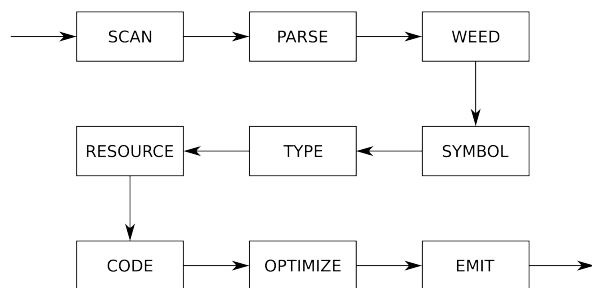 SCAN
PARSE
WEED
RESOURCE
TYPE
SYMBOL
CODE
OPTIMIZE
EMIT